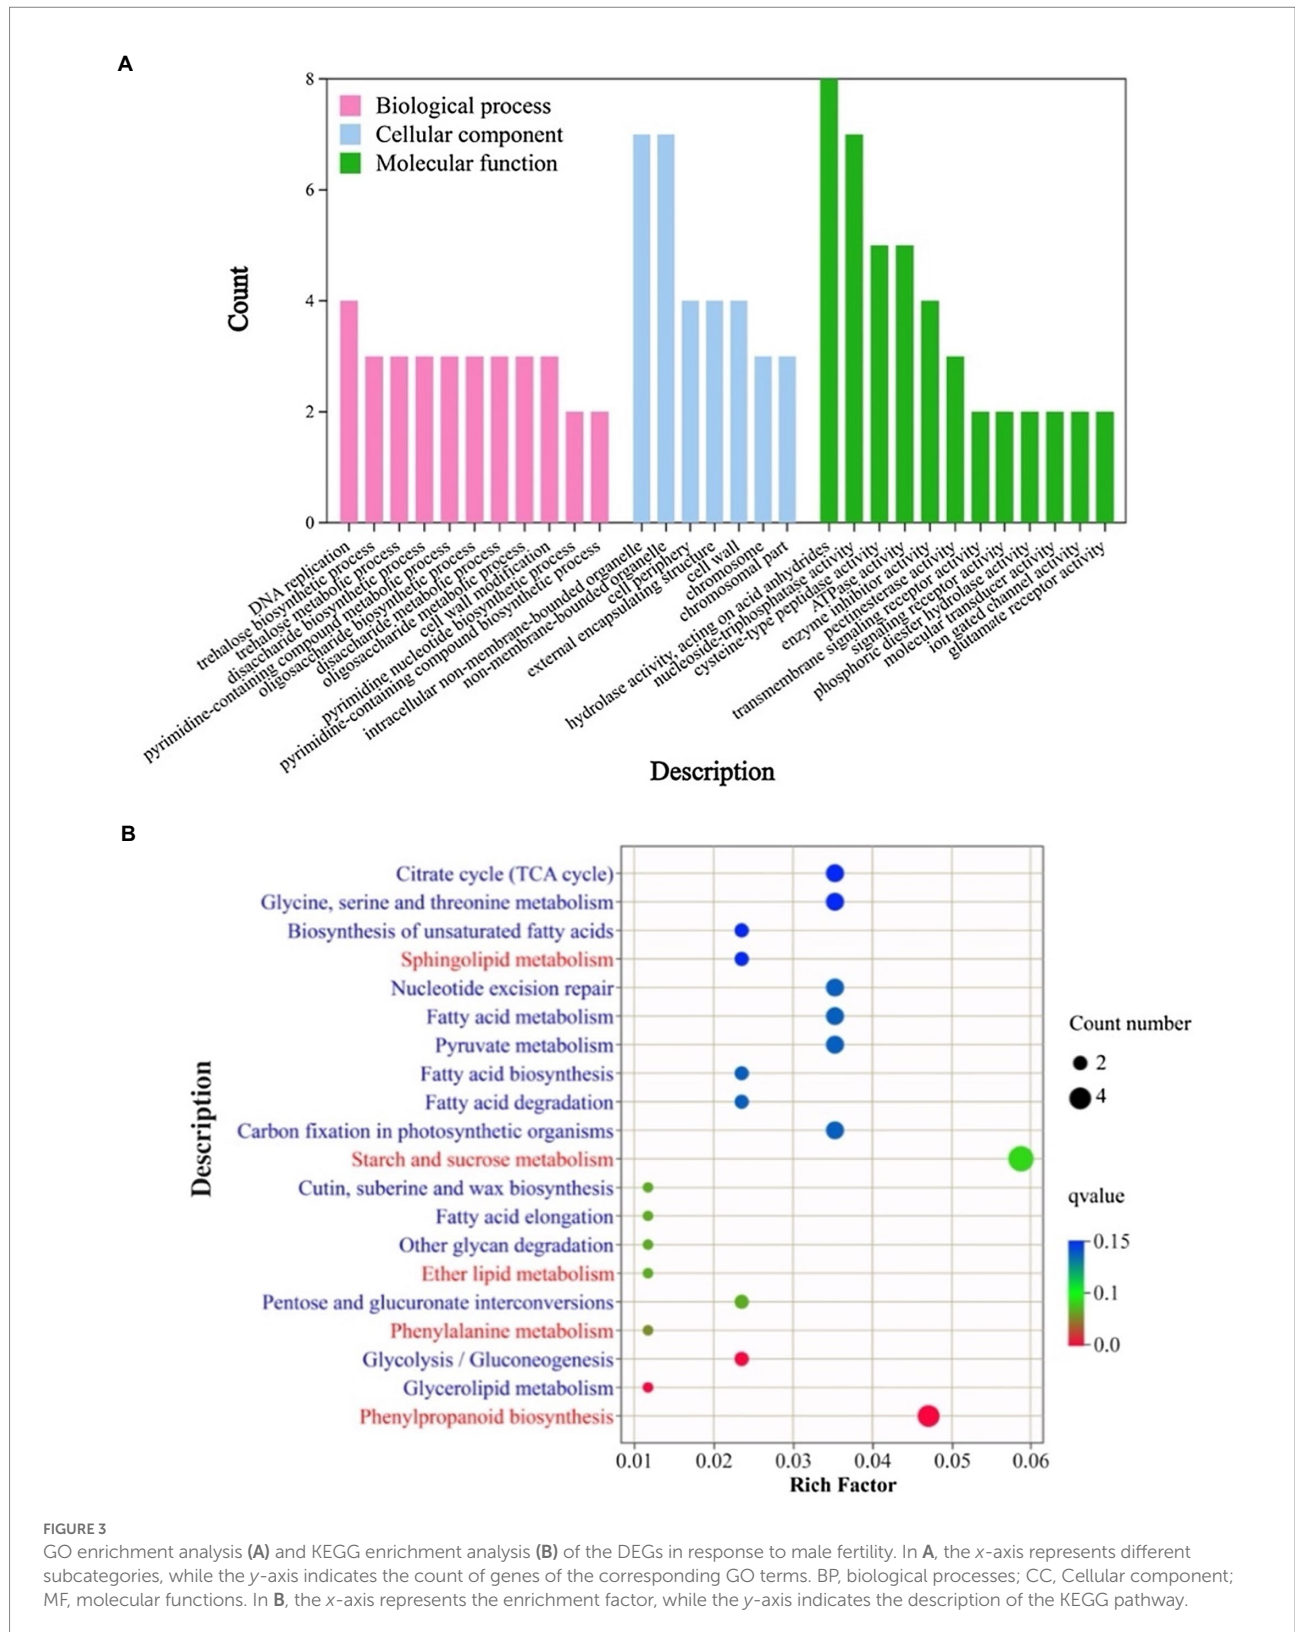 A
8
6
4
2
0
Count
Biological process
Cellular component
Molecular function
DNA replication
trehalose biosynthetic process
trehalose metabolic process
disaccharide biosynthetic process
pyrimidine-containing compound metabolic process
oligosaccharide biosynthetic process
disaccharide metabolic process
oligosaccharide metabolic process
cell wall modification
pyrimidine nucleotide biosynthetic process
pyrimidine-containing compound biosynthetic process
intracellular non-membrane-bounded organelle
non-membrane-bounded organelle
cell periphery
external encapsulating structure
cell wall
chromosome
chromosomal part
hydrolase activity, acting on acid anhydrides
nucleoside-triphosphatase activity
cysteine-type peptidase activity
ATPase activity
enzyme inhibitor activity
pectinesterase activity
transmembrane signaling receptor activity
signaling receptor activity
phosphoric diester hydrolase activity
molecular transducer activity
ion gated channel activity
glutamate receptor activity
Description
B
Description
Citrate cycle (TCA cycle)
Glycine, serine and threonine metabolism
Biosynthesis of unsaturated fatty acids
Sphingolipid metabolism
Nucleotide excision repair
Fatty acid metabolism
Pyruvate metabolism
Fatty acid biosynthesis
Fatty acid degradation
Carbon fixation in photosynthetic organisms
Starch and sucrose metabolism
Cutin, suberine and wax biosynthesis
Fatty acid elongation
Other glycan degradation
Ether lipid metabolism
Pentose and glucuronate interconversions
Phenylalanine metabolism
Glycolysis / Gluconeogenesis
Glycerolipid metabolism
Phenylpropanoid biosynthesis
0.01 0.02 0.03 0.04 0.05 0.06
Rich Factor
Count number
2
4
qvalue
0.15
0.1
0.0
FIGURE 3
GO enrichment analysis (A) and KEGG enrichment analysis (B) of the DEGs in response to male fertility. In A, the x-axis represents different
subcategories, while the y-axis indicates the count of genes of the corresponding GO terms. BP, biological processes; CC, Cellular component;
MF, molecular functions. In B, the x-axis represents the enrichment factor, while the y-axis indicates the description of the KEGG pathway.